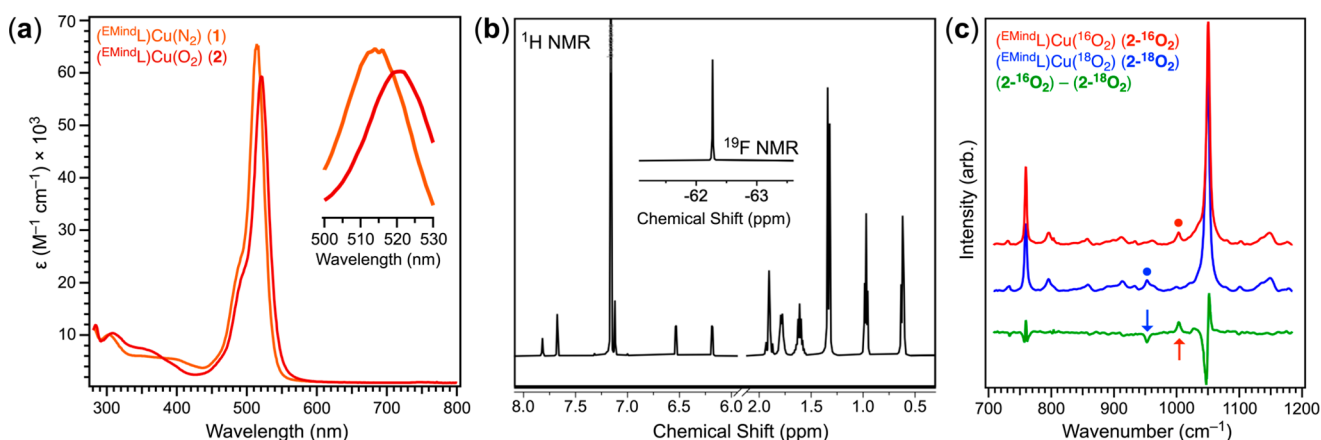 (a)
(ᴱᴹⁱⁿᵈL)Cu(N₂) (1)
(ᴱᴹⁱⁿᵈL)Cu(O₂) (2)
70
60
50
40
30
20
10
ε (M⁻¹ cm⁻¹) × 10³
500 510 520 530
Wavelength (nm)
300 400 500 600 700 800
Wavelength (nm)
(b)
¹H NMR
¹⁹F NMR
-62 -63
Chemical Shift (ppm)
8.0 7.5 7.0 6.5 6.0 2.0 1.5 1.0 0.5
Chemical Shift (ppm)
(c)
(ᴱᴹⁱⁿᵈL)Cu(¹⁶O₂) (2-¹⁶O₂)
(ᴱᴹⁱⁿᵈL)Cu(¹⁸O₂) (2-¹⁸O₂)
(2-¹⁶O₂) – (2-¹⁸O₂)
Intensity (arb.)
700 800 900 1000 1100 1200
Wavenumber (cm⁻¹)